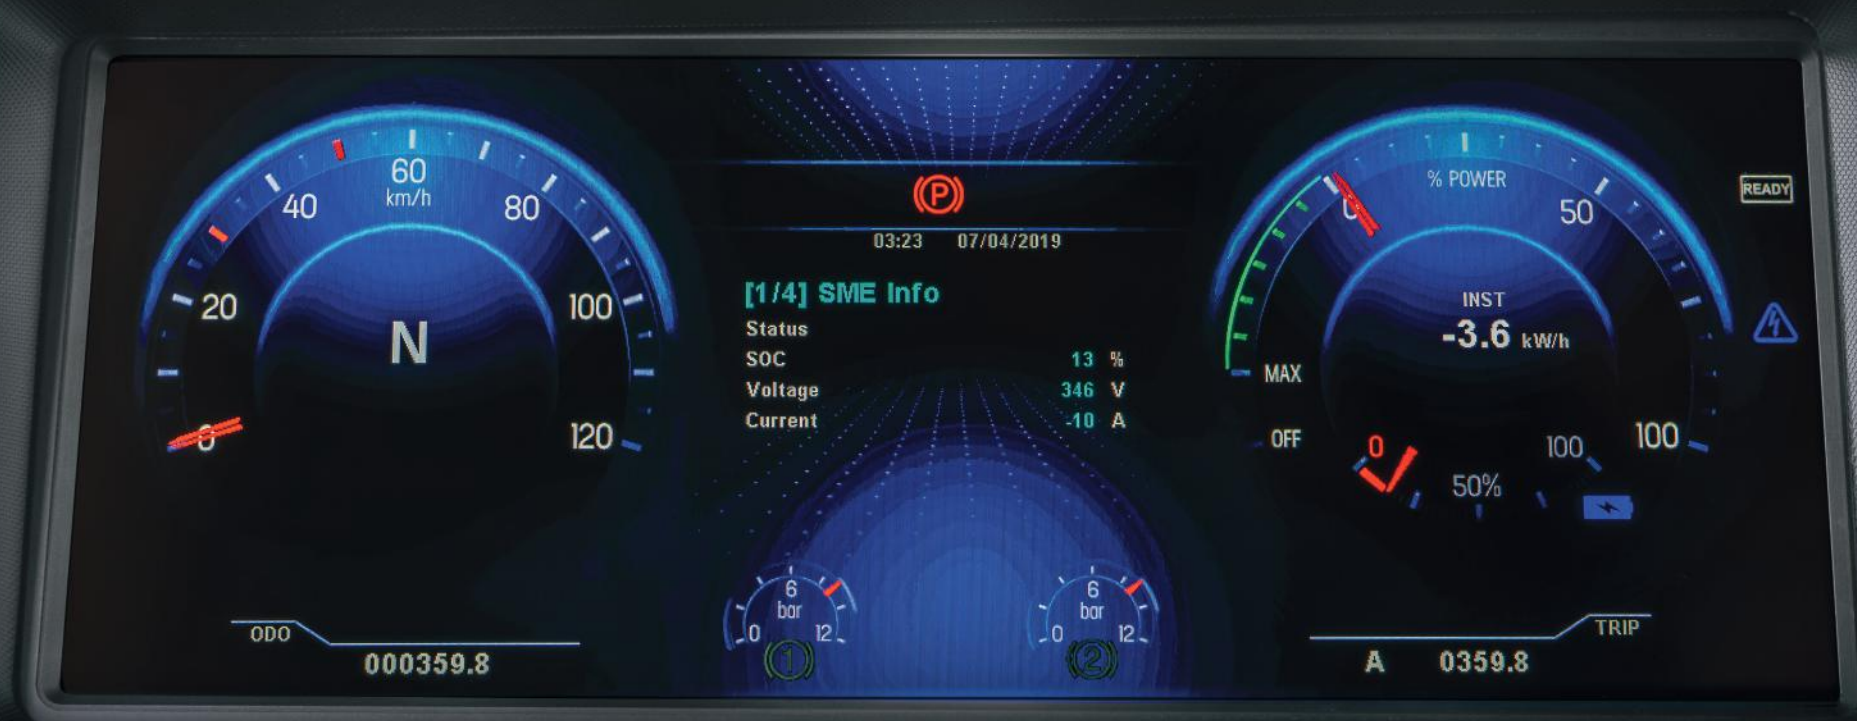 60
km/h
40
80
20
100
N
0
120
ODO
000359.8
P
03:23 07/04/2019
[1/4] SME Info
Status
SOC 13 %
Voltage 346 V
Current -10 A
6
bar
0 12
1
6
bar
0 12
2
% POWER
0
50
INST
-3.6 kW/h
MAX
OFF
0
50%
100
100
TRIP
A 0359.8
READY